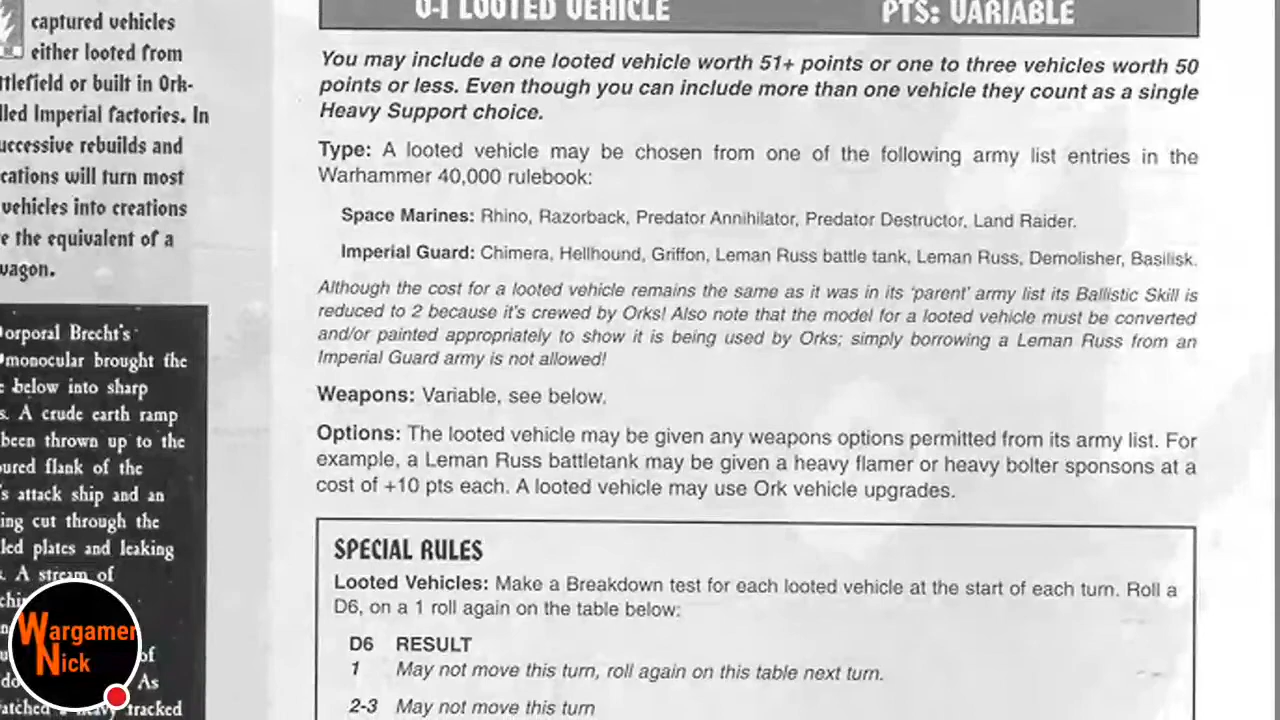 captured vehicles
either looted from
ttlefield or built in Ork-
lled Imperial factories. In
uccessive rebuilds and
cations will turn most
vehicles into creations
e the equivalent of a
wagon.
orporal Brecht's
monocular brought the
e below into sharp
s. A crude earth ramp
been thrown up to the
oured flank of the
's attack ship and an
ing cut through the
led plates and leaking
s. A stream of
of
As
tracked
0-1 LOOTED VEHICLE PTS: VARIABLE
You may include a one looted vehicle worth 51+ points or one to three vehicles worth 50
points or less. Even though you can include more than one vehicle they count as a single
Heavy Support choice.
Type: A looted vehicle may be chosen from one of the following army list entries in the
Warhammer 40,000 rulebook:
Space Marines: Rhino, Razorback, Predator Annihilator, Predator Destructor, Land Raider.
Imperial Guard: Chimera, Hellhound, Griffon, Leman Russ battle tank, Leman Russ, Demolisher, Basilisk.
Although the cost for a looted vehicle remains the same as it was in its 'parent' army list its Ballistic Skill is
reduced to 2 because it's crewed by Orks! Also note that the model for a looted vehicle must be converted
and/or painted appropriately to show it is being used by Orks; simply borrowing a Leman Russ from an
Imperial Guard army is not allowed!
Weapons: Variable, see below.
Options: The looted vehicle may be given any weapons options permitted from its army list. For
example, a Leman Russ battletank may be given a heavy flamer or heavy bolter sponsons at a
cost of +10 pts each. A looted vehicle may use Ork vehicle upgrades.
SPECIAL RULES
Looted Vehicles: Make a Breakdown test for each looted vehicle at the start of each turn. Roll a
D6, on a 1 roll again on the table below:
D6 RESULT
1 May not move this turn, roll again on this table next turn.
2-3 May not move this turn
Wargamer
Nick